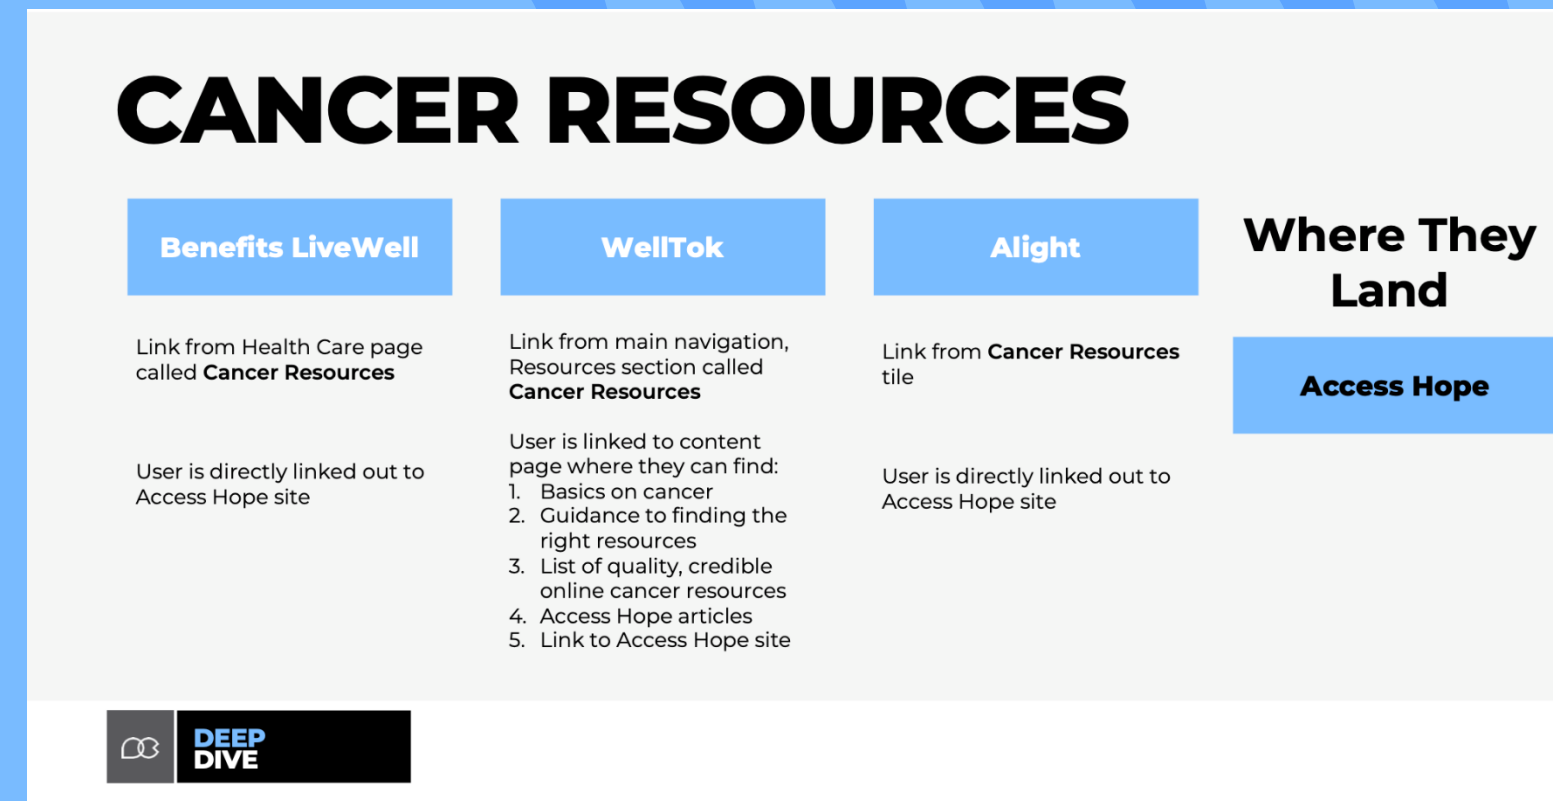 CANCER RESOURCES
Benefits LiveWell
Link from Health Care page
called Cancer Resources
User is directly linked out to
Access Hope site
WellTok
Link from main navigation,
Resources section called
Cancer Resources
User is linked to content
page where they can find:
1. Basics on cancer
2. Guidance to finding the
right resources
3. List of quality, credible
online cancer resources
4. Access Hope articles
5. Link to Access Hope site
Alight
Link from Cancer Resources
tile
User is directly linked out to
Access Hope site
Where They
Land
Access Hope
DEEP
DIVE